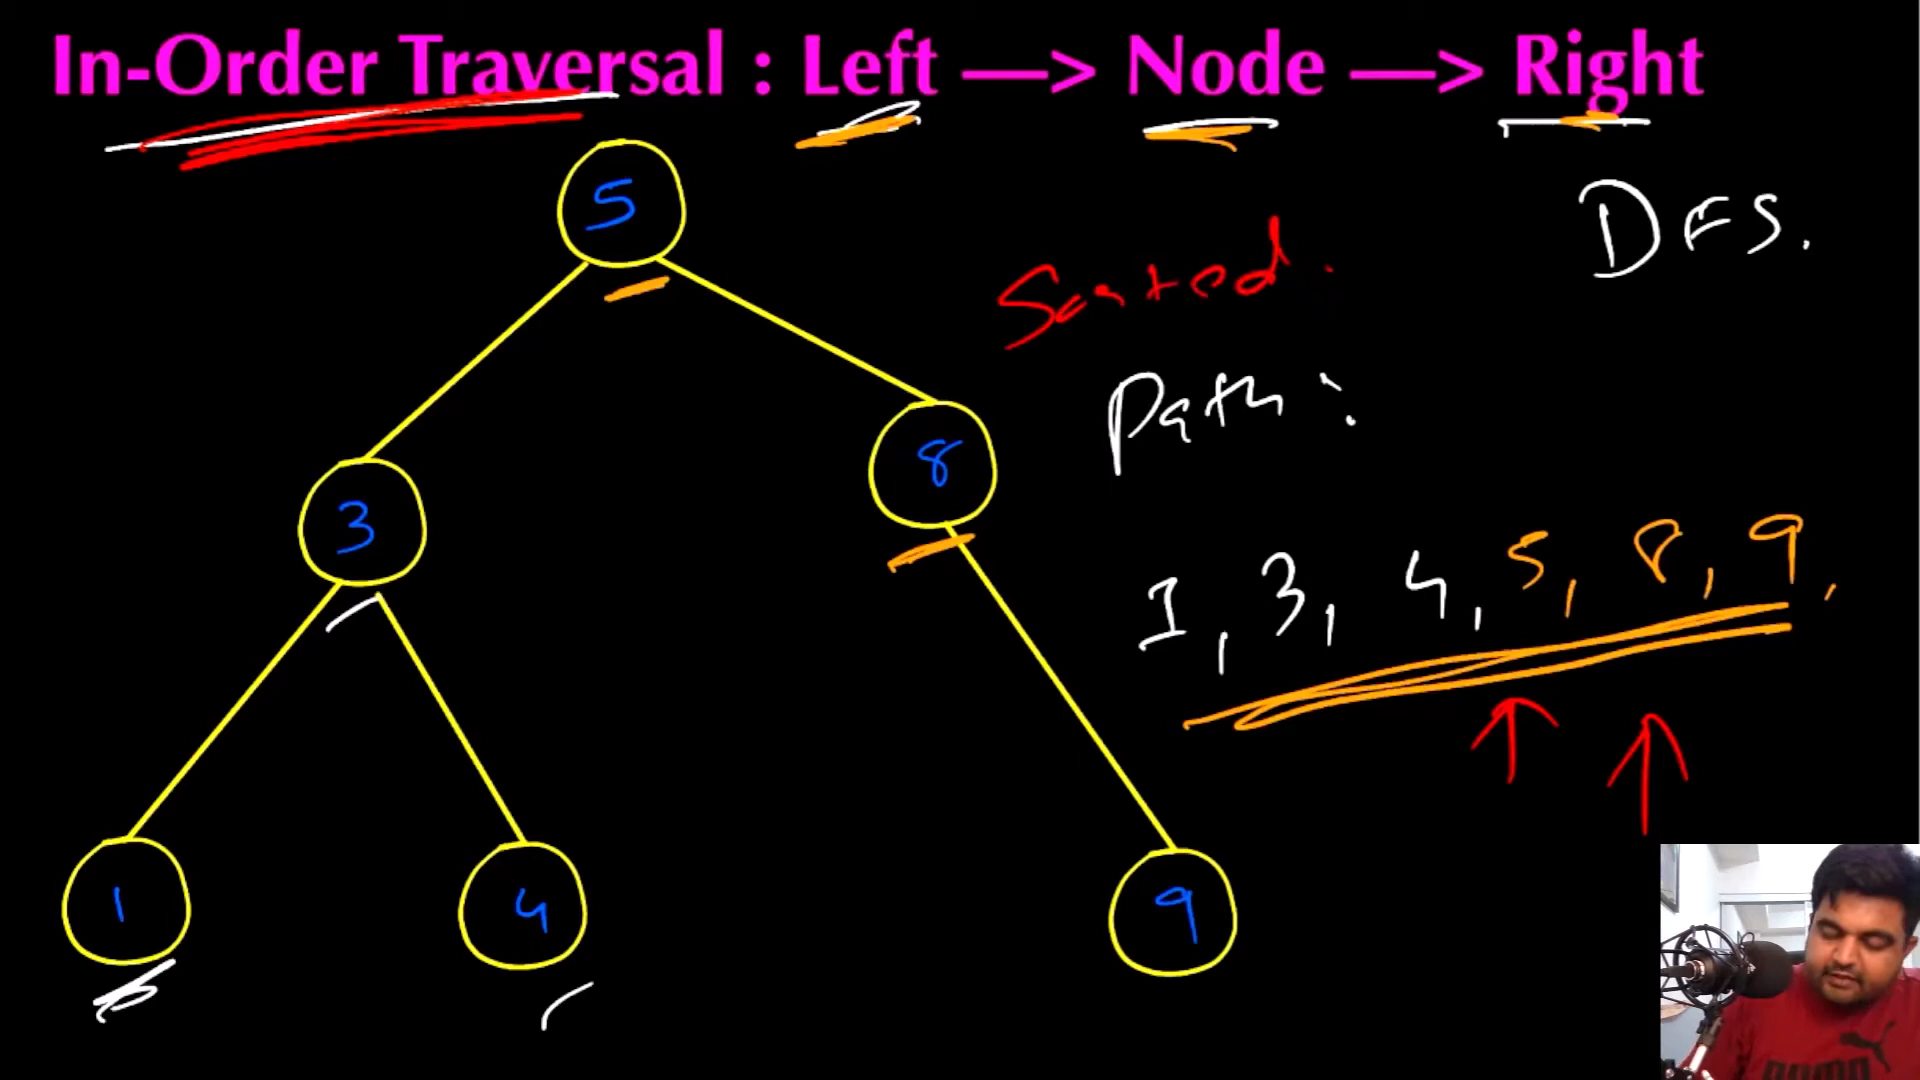 In-Order Traversal : Left —> Node —> Right
DFS.
5
Sorted.
Path :
3
8
1, 3, 4, 5, 8, 9,
1
4
9